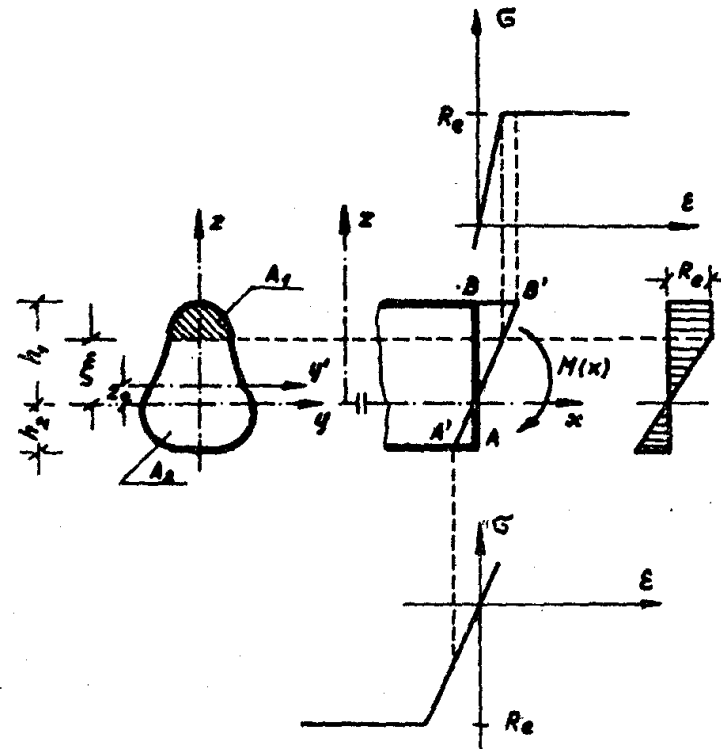 σ
Re
ε
z
z
A₁
B
B'
Re
h₁
ξ
z₀
y'
M(x)
h₂
y
A'
A
x
A₂
σ
ε
Re